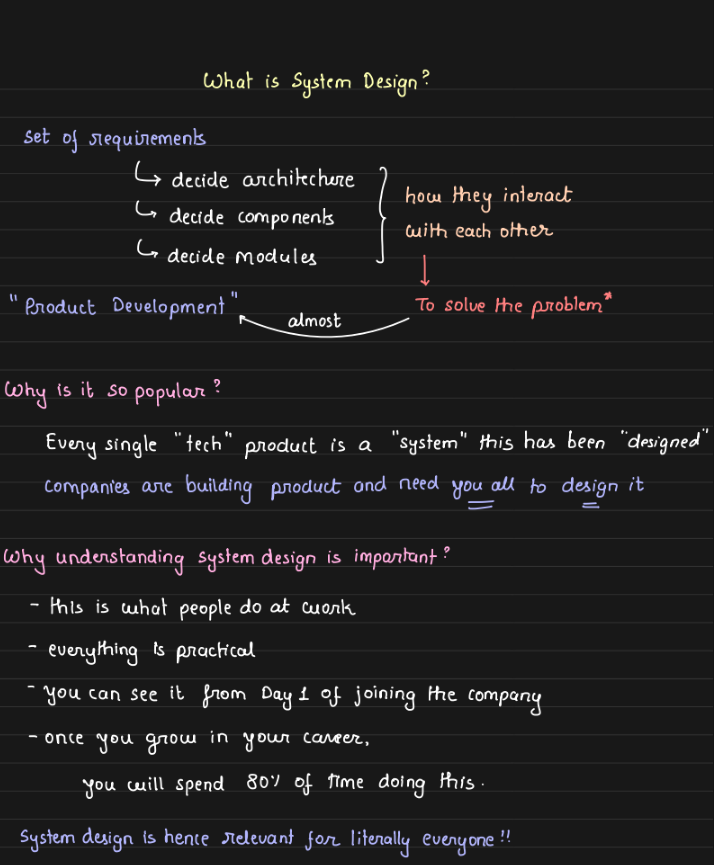 What is System Design?
Set of requirements
↳ decide architecture
how they interact
↳ decide components
with each other
↳ decide modules
"Product Development"
almost
To solve the problem*
Why is it so popular?
Every single "tech" product is a "system" this has been "designed"
Companies are building product and need you all to design it
Why understanding system design is important?
- this is what people do at work
- everything is practical
- you can see it from Day 1 of joining the company
- once you grow in your career,
you will spend 80% of time doing this.
System design is hence relevant for literally everyone!!